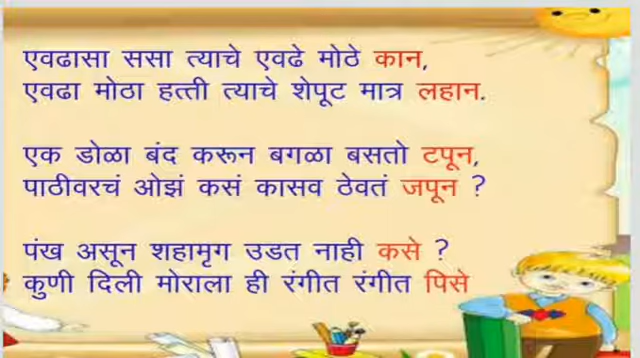 एवढासा ससा त्याचे एवढे मोठे कान,
एवढा मोठा हत्ती त्याचे शेपूट मात्र लहान.
एक डोळा बंद करून बगळा बसतो टपून,
पाठीवरचं ओझं कसं कासव ठेवतं जपून ?
पंख असून शहामृग उडत नाही कसे ?
कुणी दिली मोराला ही रंगीत रंगीत पिसे